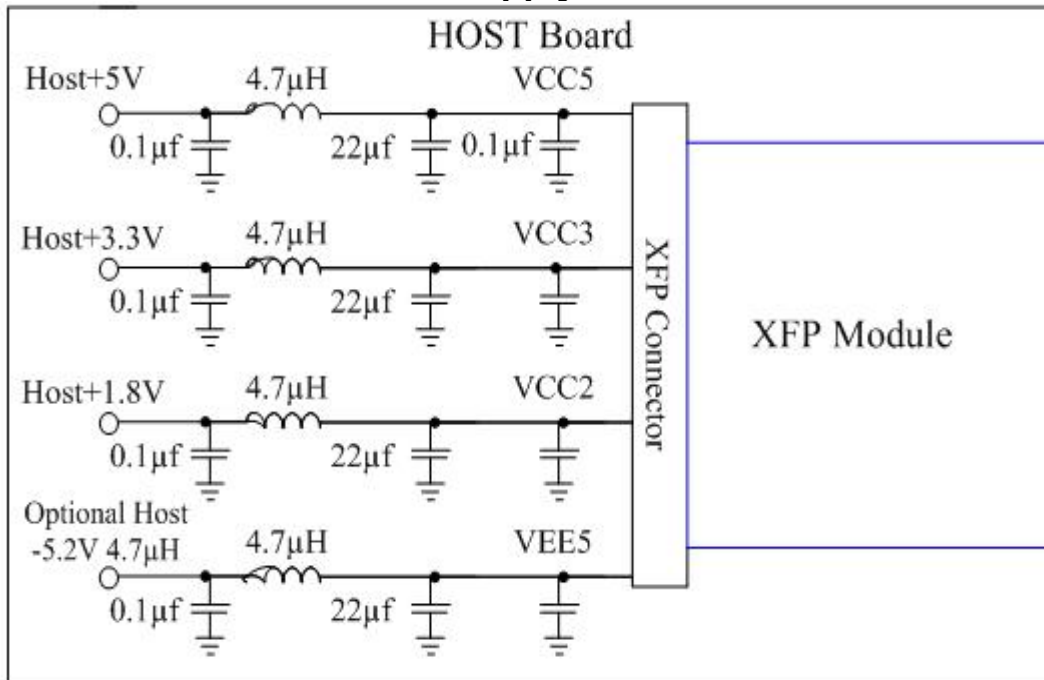 HOST Board
Host+5V 4.7μH VCC5
0.1μf 22μf 0.1μf
Host+3.3V 4.7μH VCC3
0.1μf 22μf
XFP Connector
XFP Module
Host+1.8V 4.7μH VCC2
0.1μf 22μf
Optional Host
-5.2V 4.7μH 4.7μH VEE5
0.1μf 22μf